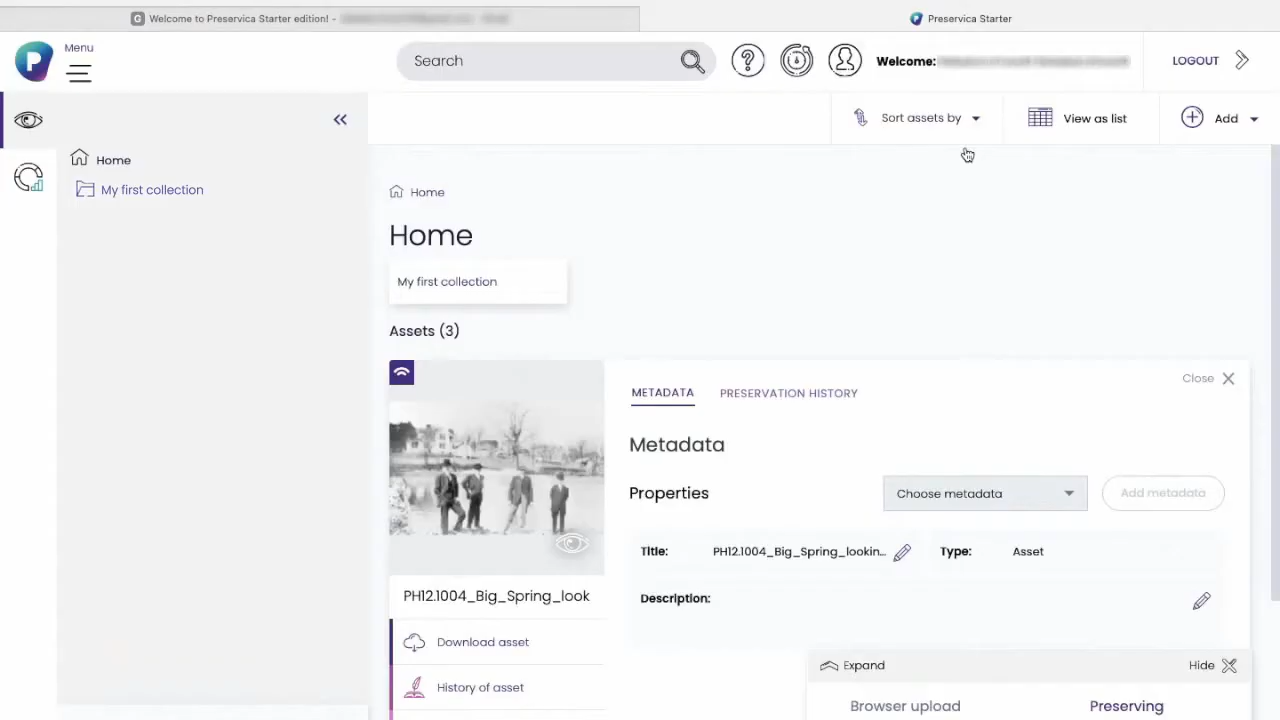 Welcome to Preservica Starter edition! -
Preservica Starter
Menu
Search
Welcome:
LOGOUT
Sort assets by
View as list
Add
Home
My first collection
Home
Home
My first collection
Assets (3)
Close
METADATA PRESERVATION HISTORY
Metadata
Properties
Choose metadata
Add metadata
Title: PH12.1004_Big_Spring_lookin... Type: Asset
Description:
PH12.1004_Big_Spring_look
Download asset
History of asset
Expand
Hide
Browser upload
Preserving